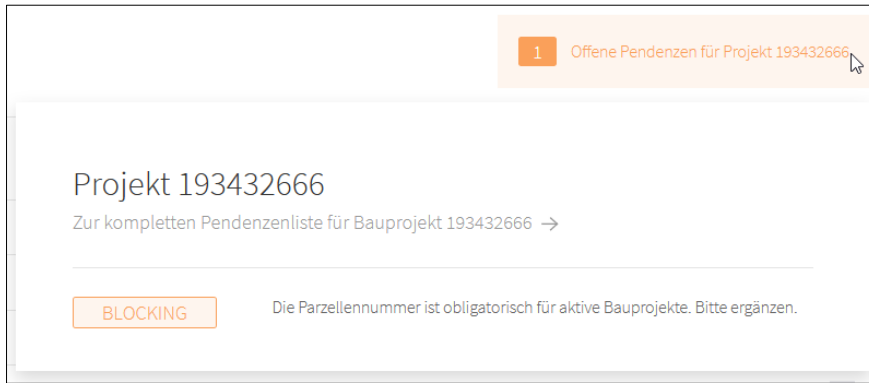 1 Offene Pendenzen für Projekt 193432666
Projekt 193432666
Zur kompletten Pendenzenliste für Bauprojekt 193432666 →
BLOCKING Die Parzellennummer ist obligatorisch für aktive Bauprojekte. Bitte ergänzen.